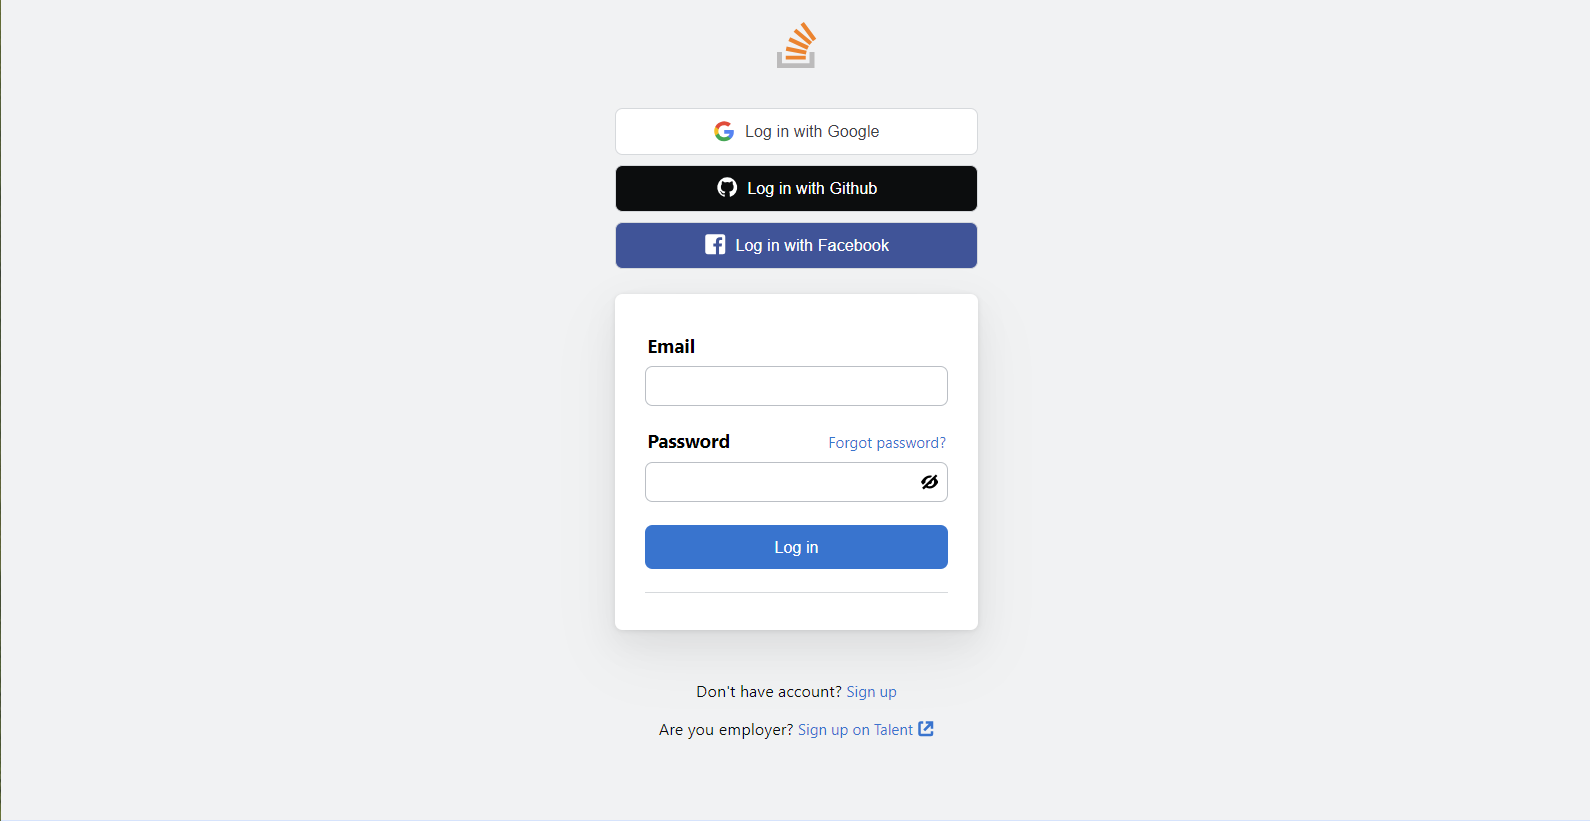 Log in with Google
Log in with Github
Log in with Facebook
Email
Password Forgot password?
Log in
Don't have account? Sign up
Are you employer? Sign up on Talent